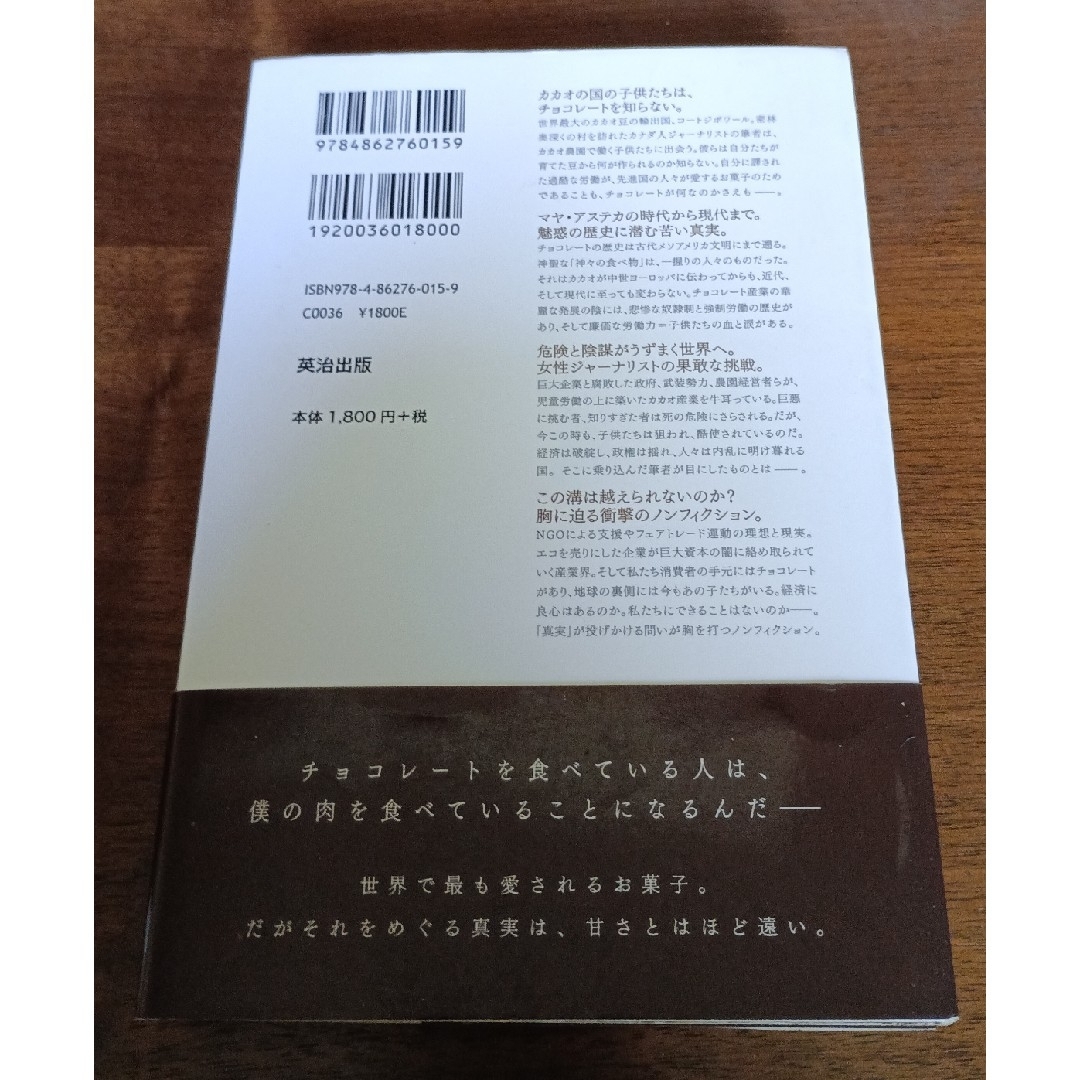 9784862760159
1920036018000
ISBN978-4-86276-015-9
C0036 ¥1800E
英治出版
本体1,800円+税
カカオの国の子供たちは、
チョコレートを知らない。
世界最大のカカオ豆の輸出国、コートジボワール。密林
奥深くの村を訪れたカナダ人ジャーナリストの筆者は、
カカオ農園で働く子供たちに出会う。彼らは自分たちが
育てた豆から何が作られるのか知らない。自分に課され
た過酷な労働が、先進国の人々が愛するお菓子のため
であることも、チョコレートが何なのかさえも──。
マヤ・アステカの時代から現代まで。
魅惑の歴史に潜む苦い真実。
チョコレートの歴史は古代メソアメリカ文明にまで遡る。
神聖な「神々の食べ物」は、一握りの人々のものだった。
それはカカオが中世ヨーロッパに伝わってからも、近代、
そして現代に至っても変わらない。チョコレート産業の華
麗な発展の陰には、悲惨な奴隷制と強制労働の歴史が
あり、そして廉価な労働力＝子供たちの血と涙がある。
危険と陰謀がうずまく世界へ。
女性ジャーナリストの果敢な挑戦。
巨大企業と腐敗した政府、武装勢力、農園経営者らが、
児童労働の上に築いたカカオ産業を牛耳っている。巨悪
に挑む者、知りすぎた者は死の危険にさらされる。だが、
今この時も、子供たちは狙われ、酷使されているのだ。
経済は破綻し、政権は揺れ、人々は内乱に明け暮れる
国。そこに乗り込んだ筆者が目にしたものとは──。
この溝は越えられないのか?
胸に迫る衝撃のノンフィクション。
NGOによる支援やフェアトレード運動の理想と現実。
エコを売りにした企業が巨大資本の闇に絡め取られて
いく産業界。そして私たち消費者の手元にはチョコレート
があり、地球の裏側には今もあの子たちがいる。経済に
良心はあるのか。私たちにできることはないのか──。
「真実」が投げかける問いが胸を打つノンフィクション。
チョコレートを食べている人は、
僕の肉を食べていることになるんだ──
世界で最も愛されるお菓子。
だがそれをめぐる真実は、甘さとはほど遠い。